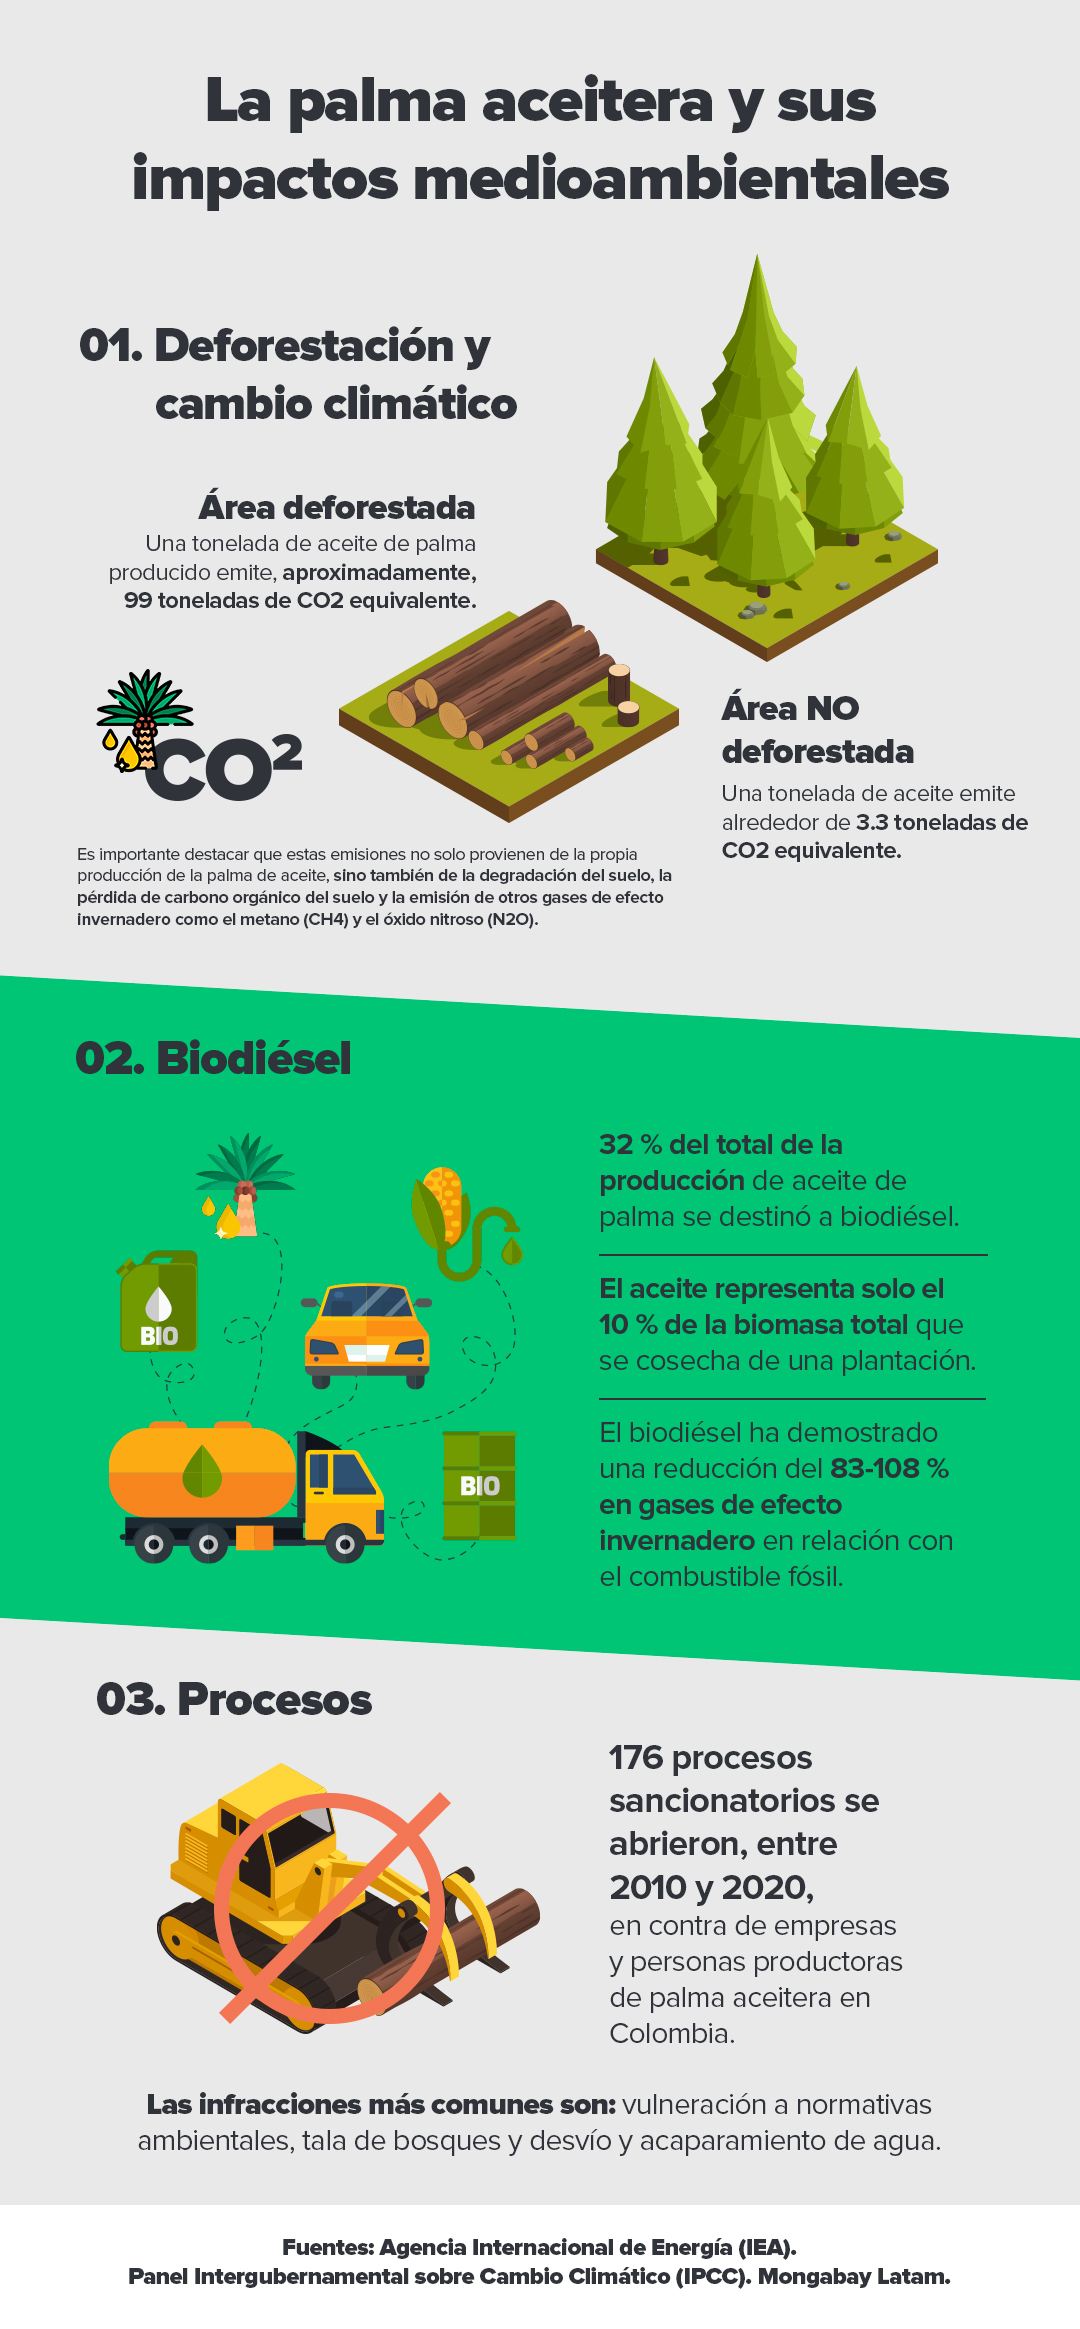 La palma aceitera y sus
impactos medioambientales
01. Deforestación y
cambio climático
Área deforestada
Una tonelada de aceite de palma
producido emite, aproximadamente,
99 toneladas de CO2 equivalente.
CO²
Área NO
deforestada
Una tonelada de aceite emite
alrededor de 3.3 toneladas de
CO2 equivalente.
Es importante destacar que estas emisiones no solo provienen de la propia
producción de la palma de aceite, sino también de la degradación del suelo, la
pérdida de carbono orgánico del suelo y la emisión de otros gases de efecto
invernadero como el metano (CH4) y el óxido nitroso (N2O).
02. Biodiésel
BIO
BIO
32 % del total de la
producción de aceite de
palma se destinó a biodiésel.
El aceite representa solo el
10 % de la biomasa total que
se cosecha de una plantación.
El biodiésel ha demostrado
una reducción del 83-108 %
en gases de efecto
invernadero en relación con
el combustible fósil.
03. Procesos
176 procesos
sancionatorios se
abrieron, entre
2010 y 2020,
en contra de empresas
y personas productoras
de palma aceitera en
Colombia.
Las infracciones más comunes son: vulneración a normativas
ambientales, tala de bosques y desvío y acaparamiento de agua.
Fuentes: Agencia Internacional de Energía (IEA).
Panel Intergubernamental sobre Cambio Climático (IPCC). Mongabay Latam.